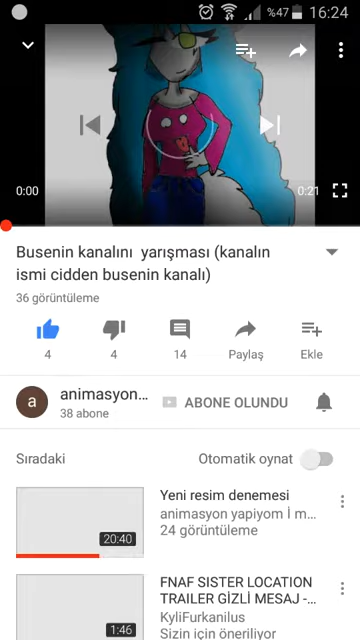 %47 16:24
0:00 0:21
Busenin kanalını yarışması (kanalın
ismi cidden busenin kanalı)
36 görüntüleme
4 4 14 Paylaş Ekle
a animasyon...
38 abone
ABONE OLUNDU
Sıradaki Otomatik oynat
20:40
Yeni resim denemesi
animasyon yapiyom İ m...
24 görüntüleme
1:46
FNAF SISTER LOCATION
TRAILER GİZLİ MESAJ -...
KyliFurkanilus
Sizin için öneriliyor